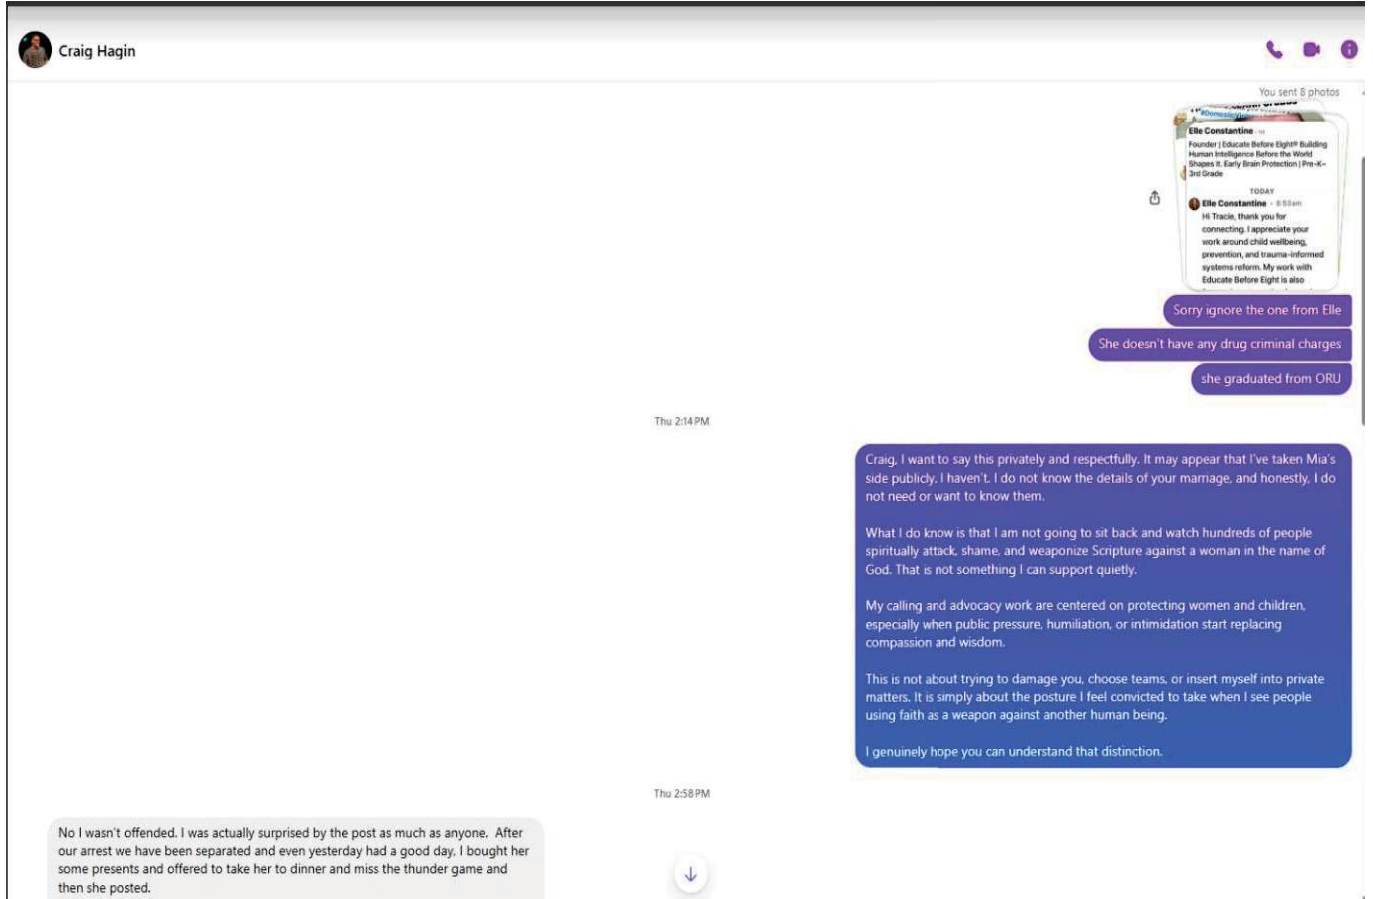 Craig Hagin
You sent 8 photos
Elle Constantine
Founder | Educate Before Eight® Building
Human Intelligence Before the World
Shapes It. Early Brain Protection | Pre-K–
3rd Grade
TODAY
Elle Constantine • 8:53am
Hi Tracie, thank you for
connecting. I appreciate your
work around child wellbeing,
prevention, and trauma-informed
systems reform. My work with
Educate Before Eight is also
Sorry ignore the one from Elle
She doesn't have any drug criminal charges
she graduated from ORU
Thu 2:14 PM
Craig, I want to say this privately and respectfully. It may appear that I've taken Mia's
side publicly. I haven't. I do not know the details of your marriage, and honestly, I do
not need or want to know them.
What I do know is that I am not going to sit back and watch hundreds of people
spiritually attack, shame, and weaponize Scripture against a woman in the name of
God. That is not something I can support quietly.
My calling and advocacy work are centered on protecting women and children,
especially when public pressure, humiliation, or intimidation start replacing
compassion and wisdom.
This is not about trying to damage you, choose teams, or insert myself into private
matters. It is simply about the posture I feel convicted to take when I see people
using faith as a weapon against another human being.
I genuinely hope you can understand that distinction.
Thu 2:58 PM
No I wasn't offended. I was actually surprised by the post as much as anyone. After
our arrest we have been separated and even yesterday had a good day. I bought her
some presents and offered to take her to dinner and miss the thunder game and
then she posted.